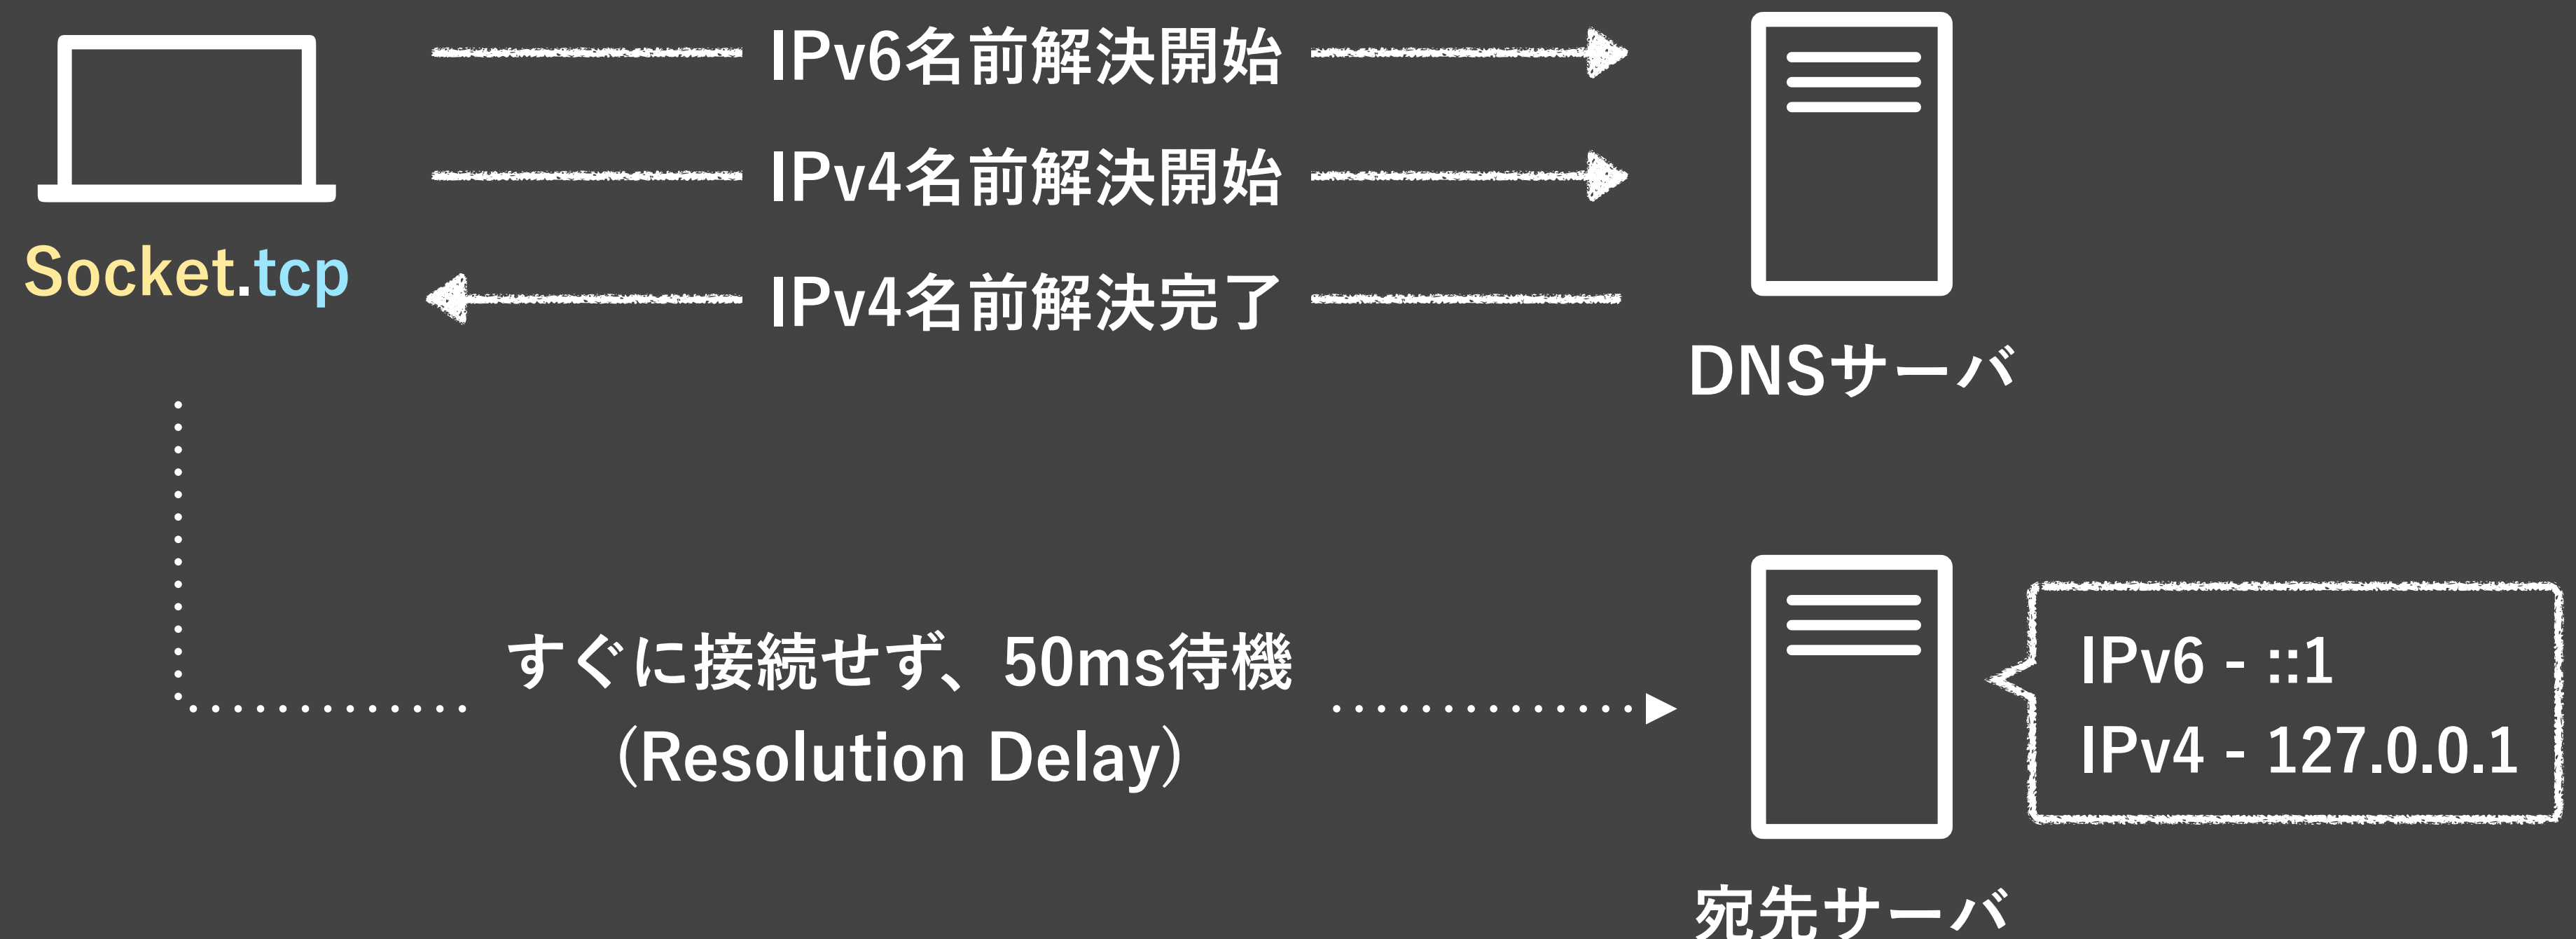 IPv6名前解決開始
IPv4名前解決開始
Socket.tcp
IPv4名前解決完了
DNSサーバ
すぐに接続せず、50ms待機
（Resolution Delay）
IPv6 - ::1
IPv4 - 127.0.0.1
宛先サーバ